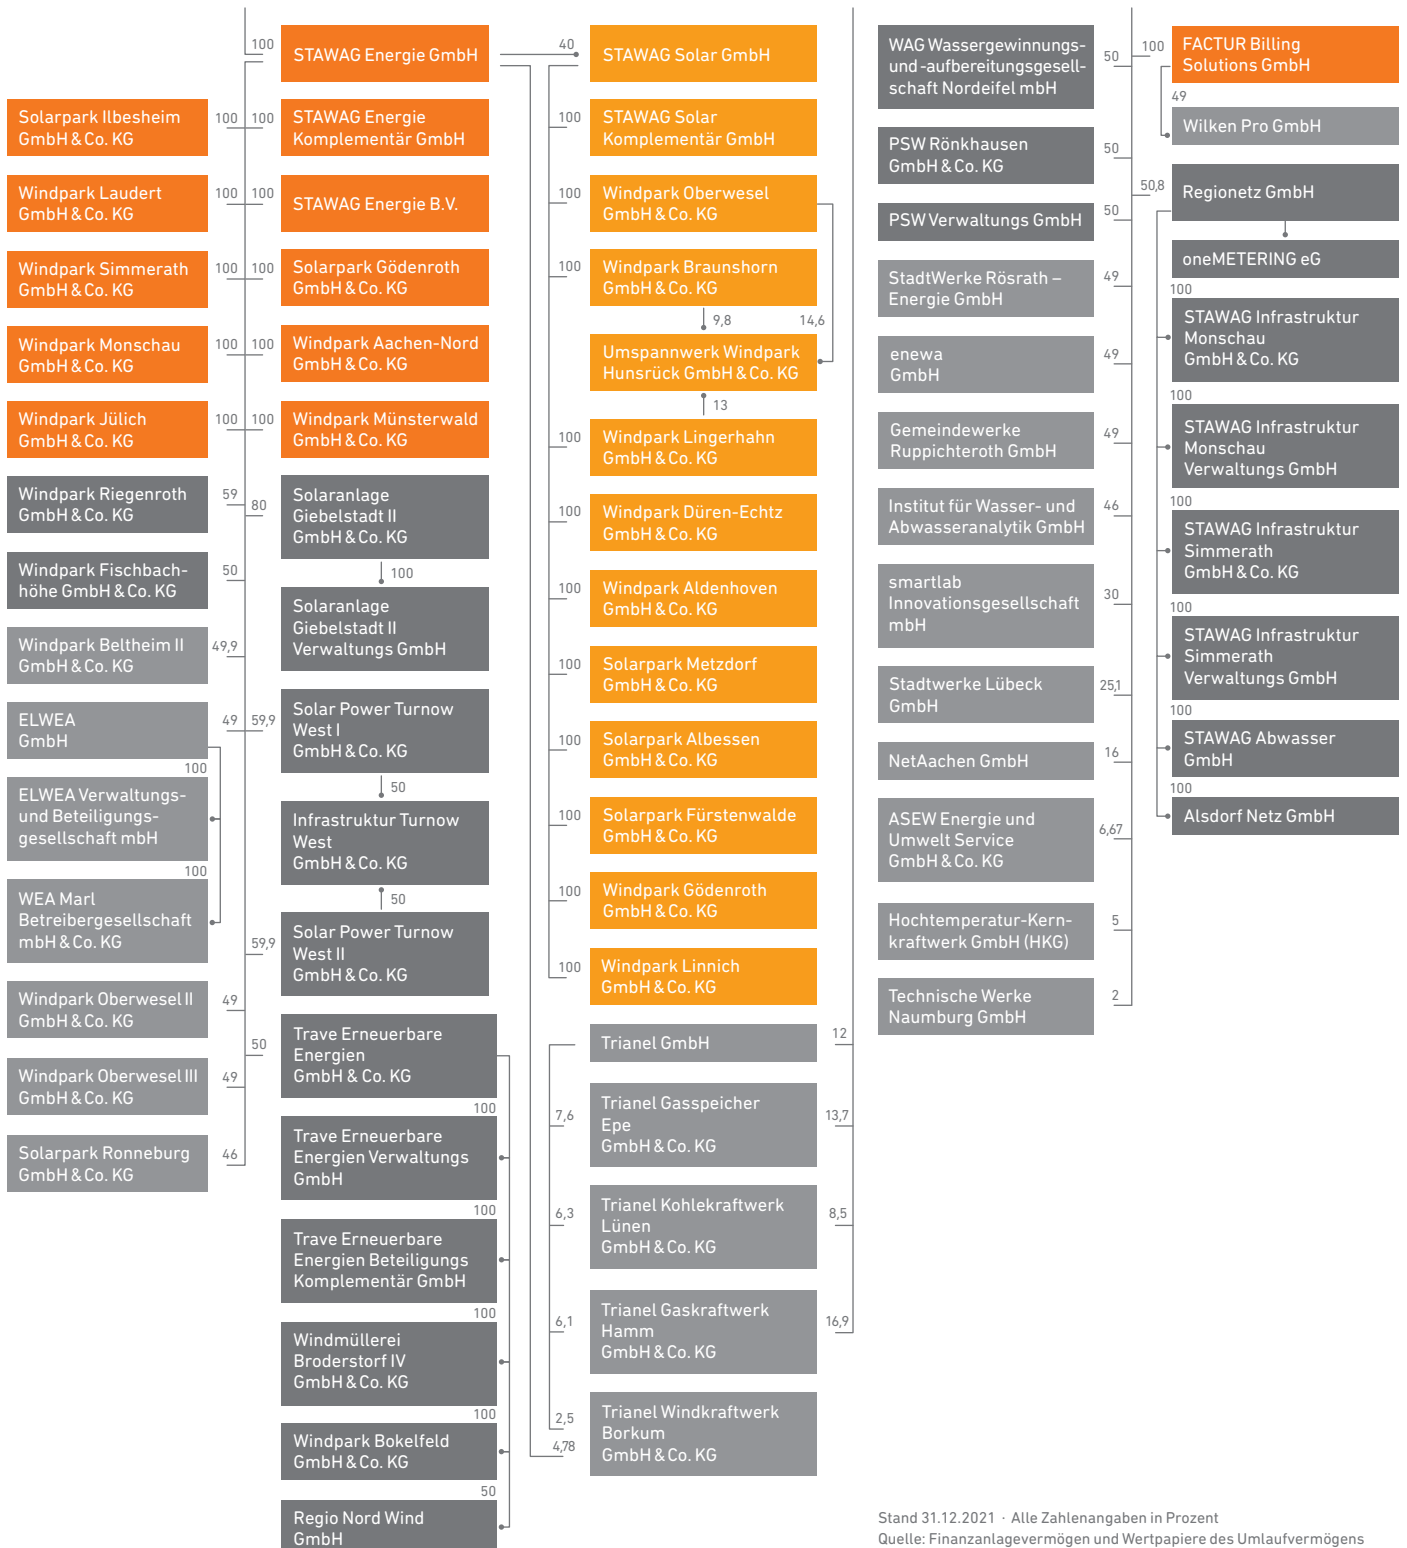 100
STAWAG Energie GmbH
Solarpark Ilbesheim
GmbH & Co. KG
100
100
STAWAG Energie
Komplementär GmbH
Windpark Laudert
GmbH & Co. KG
100
100
STAWAG Energie B.V.
Windpark Simmerath
GmbH & Co. KG
100
100
Solarpark Gödenroth
GmbH & Co. KG
Windpark Monschau
GmbH & Co. KG
100
100
Windpark Aachen-Nord
GmbH & Co. KG
Windpark Jülich
GmbH & Co. KG
100
100
Windpark Münsterwald
GmbH & Co. KG
Windpark Riegenroth
GmbH & Co. KG
59
80
Solaranlage
Giebelstadt II
GmbH & Co. KG
Windpark Fischbach-
höhe GmbH & Co. KG
50
100
Solaranlage
Giebelstadt II
Verwaltungs GmbH
Windpark Beltheim II
GmbH & Co. KG
49,9
ELWEA
GmbH
49
59,9
Solar Power Turnow
West I
GmbH & Co. KG
100
ELWEA Verwaltungs-
und Beteiligungs-
gesellschaft mbH
50
Infrastruktur Turnow
West
GmbH & Co. KG
100
WEA Marl
Betreibergesellschaft
mbH & Co. KG
50
59,9
Solar Power Turnow
West II
GmbH & Co. KG
Windpark Oberwesel II
GmbH & Co. KG
49
50
Trave Erneuerbare
Energien
GmbH & Co. KG
Windpark Oberwesel III
GmbH & Co. KG
49
100
Trave Erneuerbare
Energien Verwaltungs
GmbH
Solarpark Ronneburg
GmbH & Co. KG
46
100
Trave Erneuerbare
Energien Beteiligungs
Komplementär GmbH
100
Windmüllerei
Broderstorf IV
GmbH & Co. KG
100
Windpark Bokelfeld
GmbH & Co. KG
50
Regio Nord Wind
GmbH
40
STAWAG Solar GmbH
100
STAWAG Solar
Komplementär GmbH
100
Windpark Oberwesel
GmbH & Co. KG
100
Windpark Braunshorn
GmbH & Co. KG
9,8
14,6
Umspannwerk Windpark
Hunsrück GmbH & Co. KG
13
100
Windpark Lingerhahn
GmbH & Co. KG
100
Windpark Düren-Echtz
GmbH & Co. KG
100
Windpark Aldenhoven
GmbH & Co. KG
100
Solarpark Metzdorf
GmbH & Co. KG
100
Solarpark Albessen
GmbH & Co. KG
100
Solarpark Fürstenwalde
GmbH & Co. KG
100
Windpark Gödenroth
GmbH & Co. KG
100
Windpark Linnich
GmbH & Co. KG
Trianel GmbH
12
7,6
Trianel Gasspeicher
Epe
GmbH & Co. KG
13,7
6,3
Trianel Kohlekraftwerk
Lünen
GmbH & Co. KG
8,5
6,1
Trianel Gaskraftwerk
Hamm
GmbH & Co. KG
16,9
2,5
4,78
Trianel Windkraftwerk
Borkum
GmbH & Co. KG
WAG Wassergewinnungs-
und -aufbereitungsgesell-
schaft Nordeifel mbH
50
PSW Rönkhausen
GmbH & Co. KG
50
PSW Verwaltungs GmbH
50
StadtWerke Rösrath –
Energie GmbH
49
enewa
GmbH
49
Gemeindewerke
Ruppichteroth GmbH
49
Institut für Wasser- und
Abwasseranalytik GmbH
46
smartlab
Innovationsgesellschaft
mbH
30
Stadtwerke Lübeck
GmbH
25,1
NetAachen GmbH
16
ASEW Energie und
Umwelt Service
GmbH & Co. KG
6,67
Hochtemperatur-Kern-
kraftwerk GmbH (HKG)
5
Technische Werke
Naumburg GmbH
2
100
FACTUR Billing
Solutions GmbH
49
Wilken Pro GmbH
50,8
Regionetz GmbH
oneMETERING eG
100
STAWAG Infrastruktur
Monschau
GmbH & Co. KG
100
STAWAG Infrastruktur
Monschau
Verwaltungs GmbH
100
STAWAG Infrastruktur
Simmerath
GmbH & Co. KG
100
STAWAG Infrastruktur
Simmerath
Verwaltungs GmbH
100
STAWAG Abwasser
GmbH
100
Alsdorf Netz GmbH
Stand 31.12.2021 · Alle Zahlenangaben in Prozent
Quelle: Finanzanlagevermögen und Wertpapiere des Umlaufvermögens